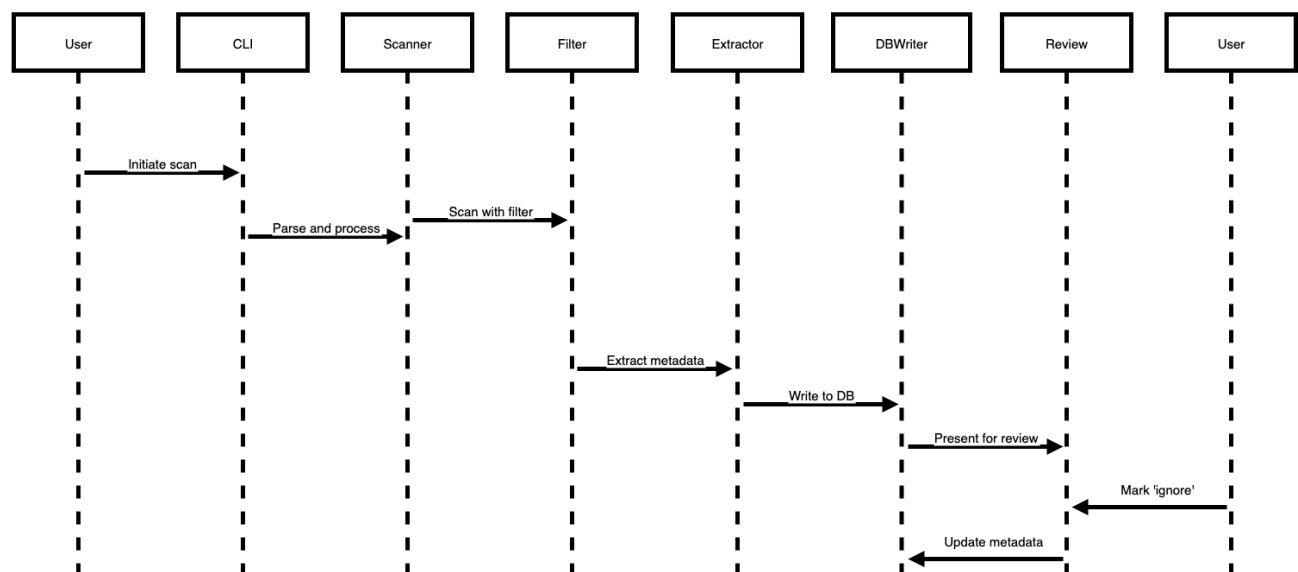 User
CLI
Scanner
Filter
Extractor
DBWriter
Review
User
Initiate scan
Scan with filter
Parse and process
Extract metadata
Write to DB
Present for review
Mark 'ignore'
Update metadata